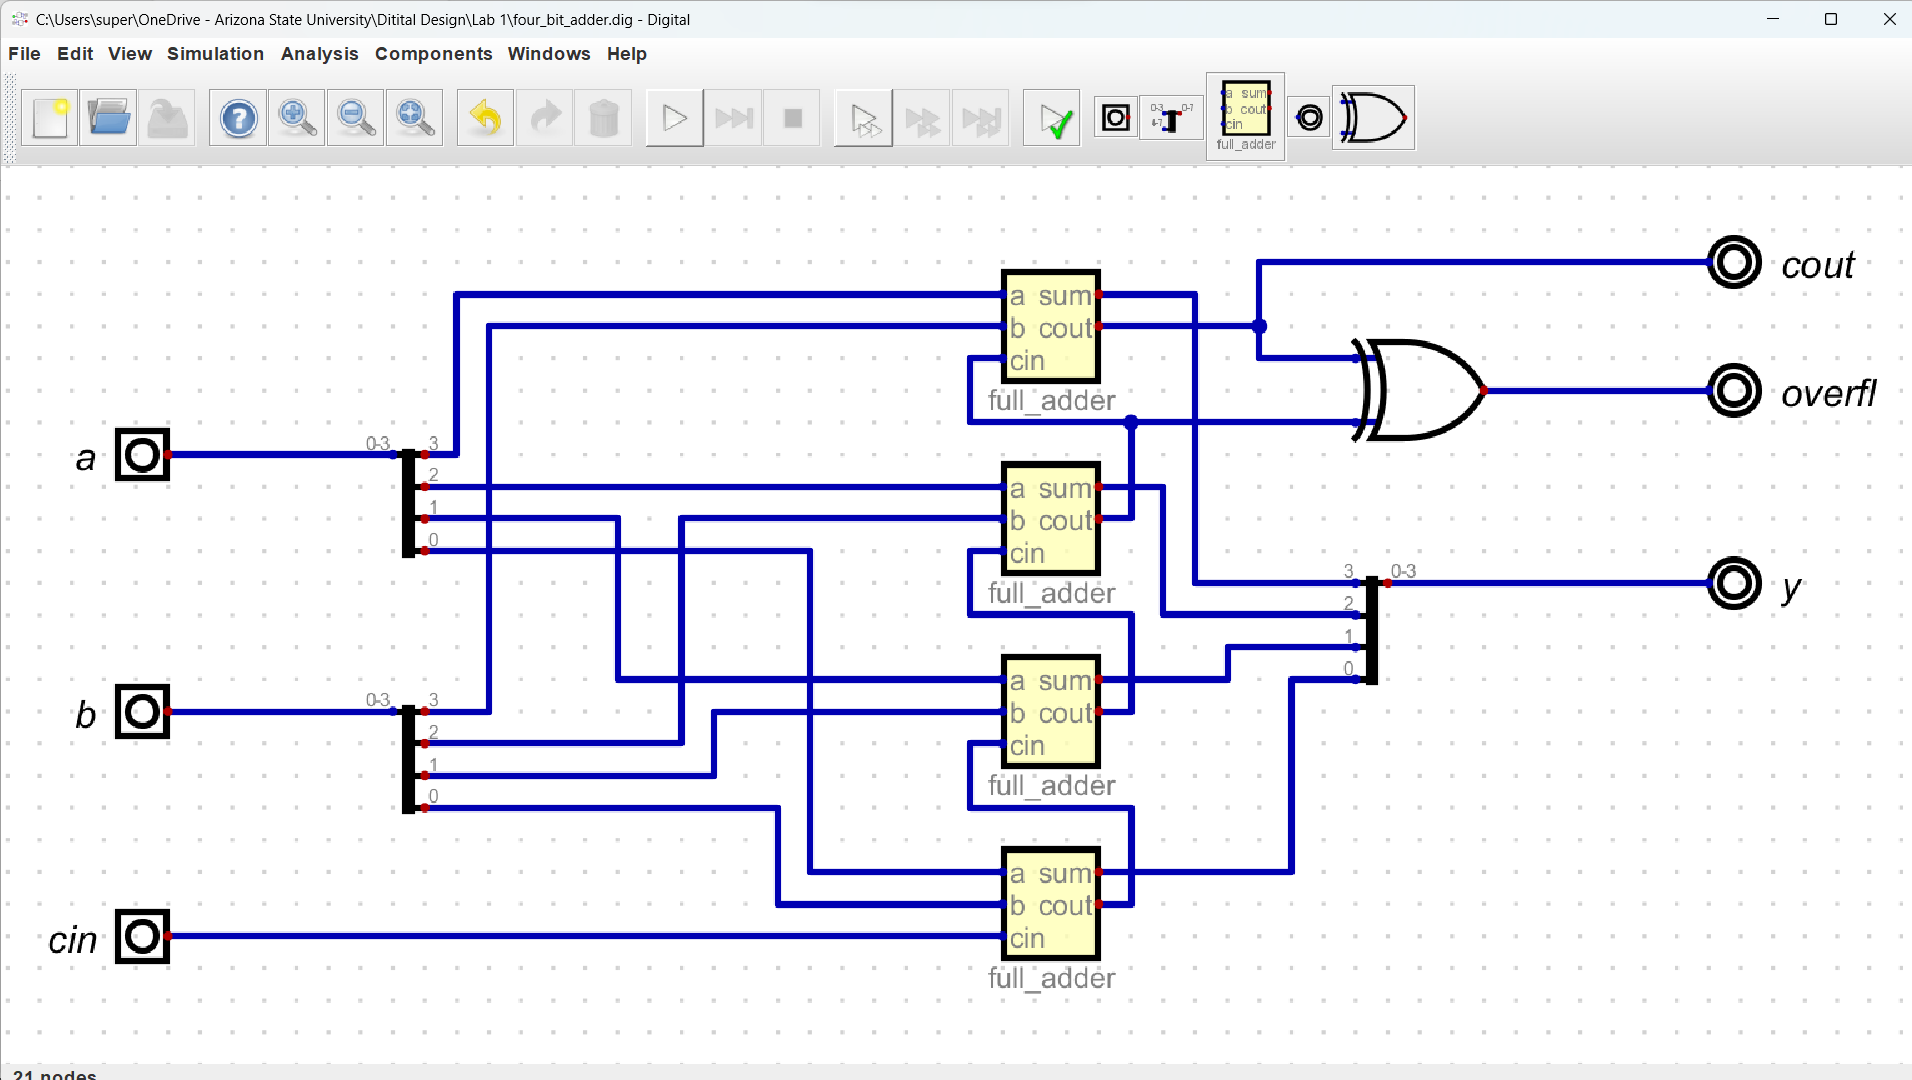 C:\Users\super\OneDrive - Arizona State University\Ditital Design\Lab 1\four_bit_adder.dig - Digital
File Edit View Simulation Analysis Components Windows Help
0-3 0-7
4-7
a sum
b cout
cin
full_adder
cout
a sum
b cout
cin
full_adder
overfl
a
0-3 3
2
1
0
a sum
b cout
cin
full_adder
3 0-3
2
1
0
y
b
0-3 3
2
1
0
a sum
b cout
cin
full_adder
cin
a sum
b cout
cin
full_adder
21 nodes